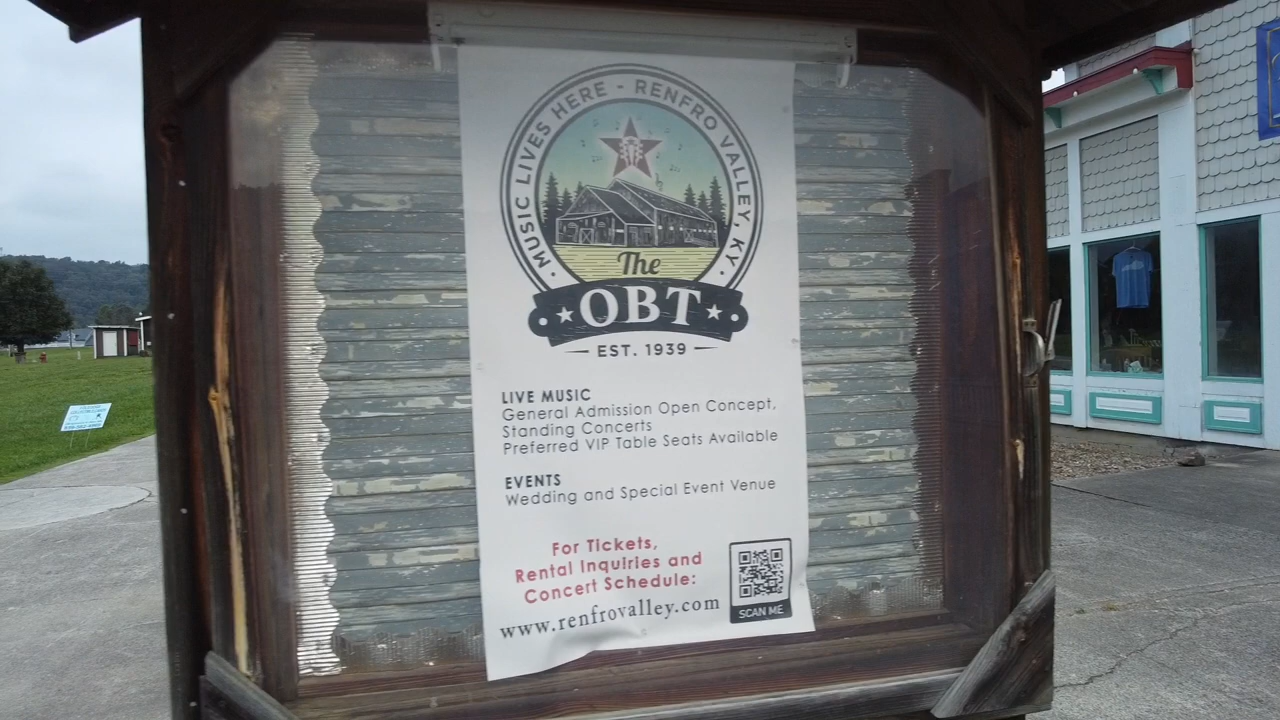 MUSIC LIVES HERE - RENFRO VALLEY, KY
The
OBT
EST. 1939
LIVE MUSIC
General Admission Open Concept,
Standing Concerts
Preferred VIP Table Seats Available
EVENTS
Wedding and Special Event Venue
For Tickets,
Rental Inquiries and
Concert Schedule:
www.renfrovalley.com
SCAN ME